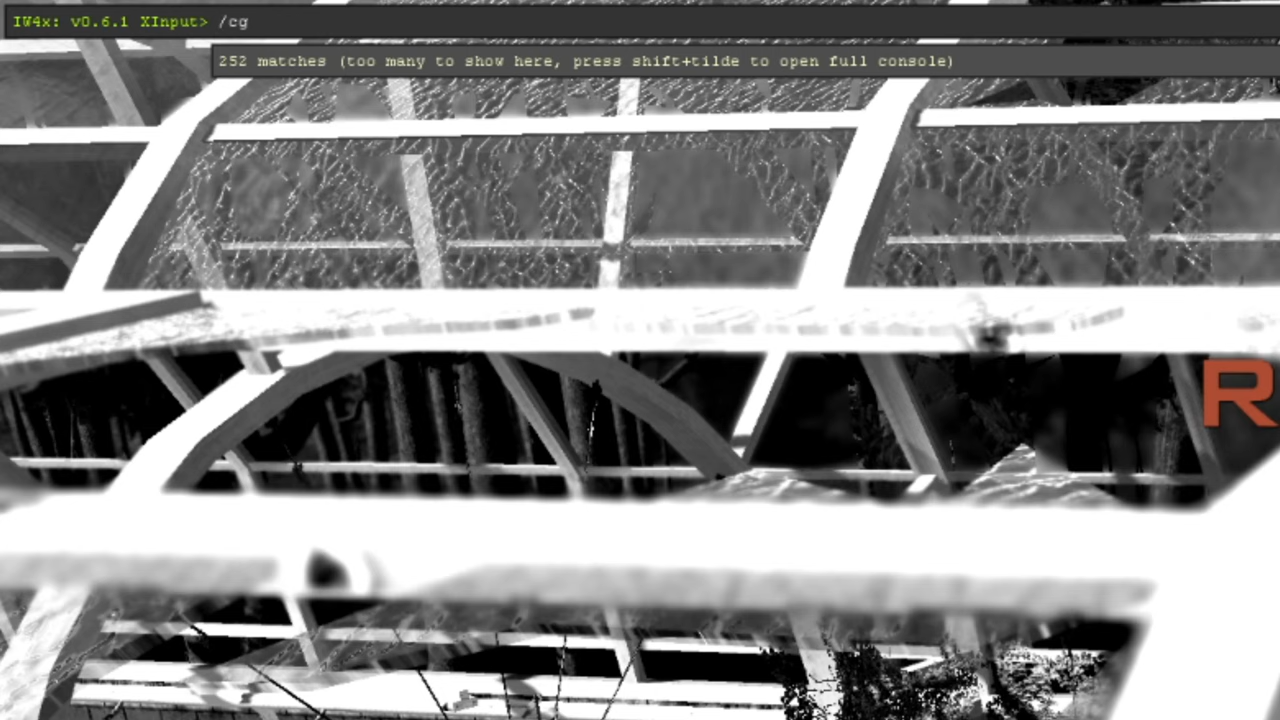 IW4x: v0.6.1 XInput> /cg
252 matches (too many to show here, press shift+tilde to open full console)
R